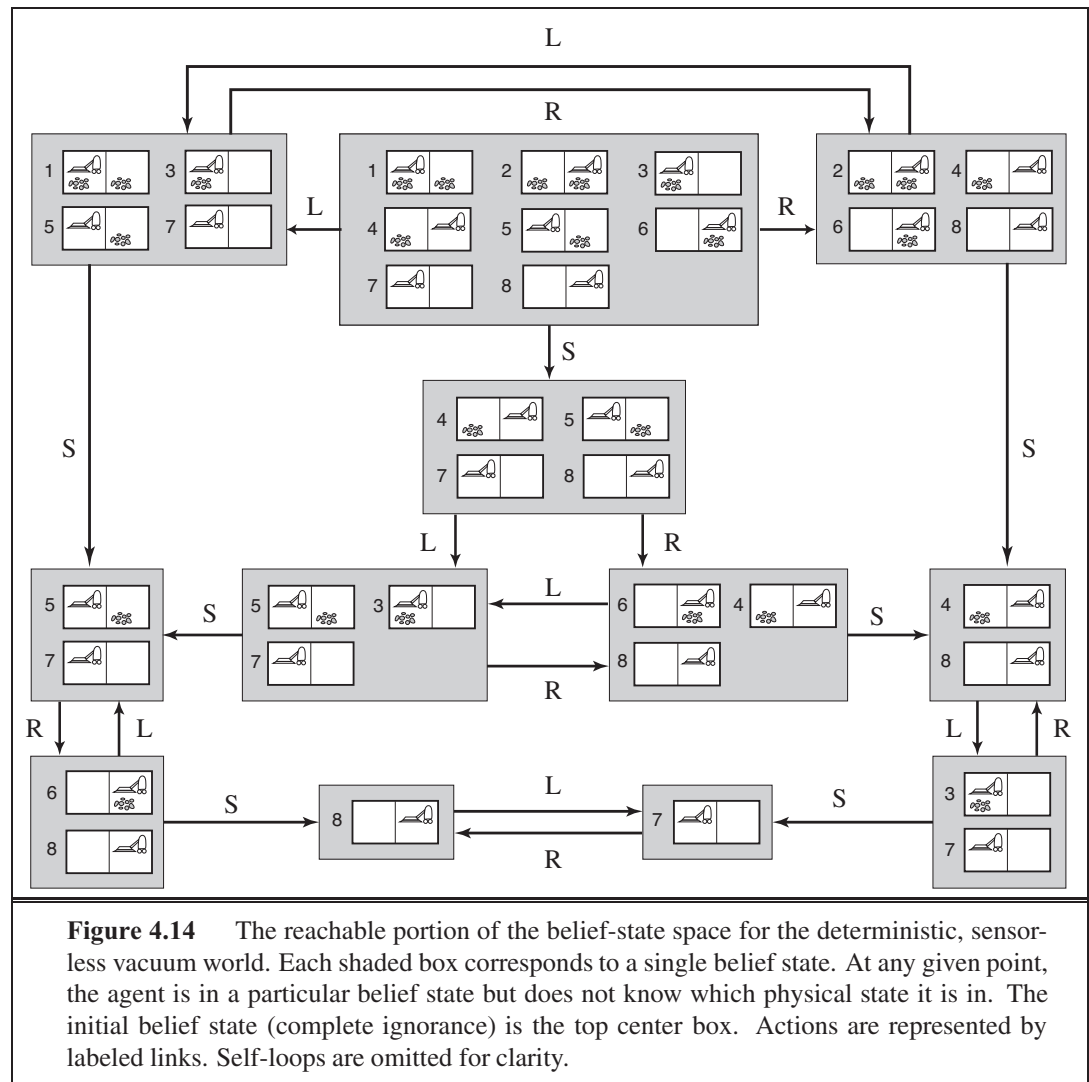 L
R
1 3
5 7
L
1 2 3
4 5 6
7 8
R
2 4
6 8
S
S
S
4 5
7 8
L R
5
7
S
5 3
7
L
R
6 4
8
S
4
8
R L
L R
6
8
S
8
L
R
7
S
3
7
Figure 4.14 The reachable portion of the belief-state space for the deterministic, sensor-
less vacuum world. Each shaded box corresponds to a single belief state. At any given point,
the agent is in a particular belief state but does not know which physical state it is in. The
initial belief state (complete ignorance) is the top center box. Actions are represented by
labeled links. Self-loops are omitted for clarity.